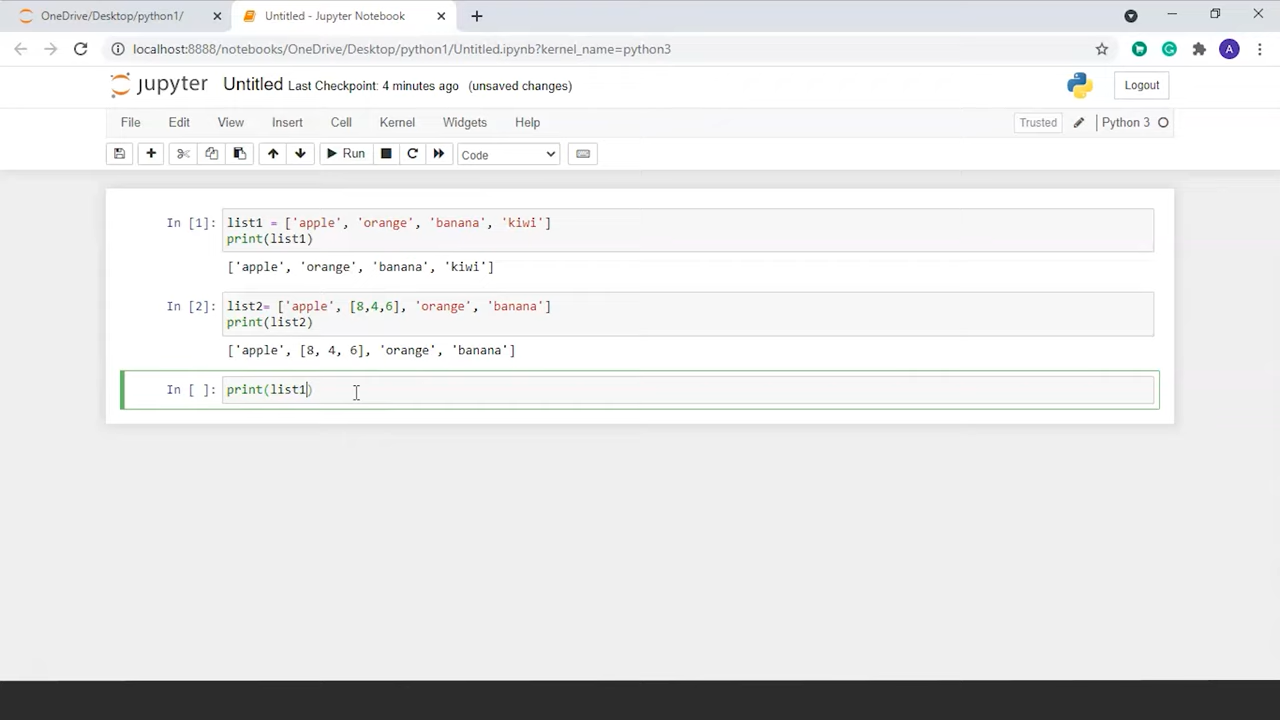 OneDrive/Desktop/python1/
Untitled - Jupyter Notebook
localhost:8888/notebooks/OneDrive/Desktop/python1/Untitled.ipynb?kernel_name=python3
A
jupyter Untitled Last Checkpoint: 4 minutes ago (unsaved changes)
Logout
File Edit View Insert Cell Kernel Widgets Help
Trusted Python 3
Run Code
In [1]: list1 = ['apple', 'orange', 'banana', 'kiwi']
print(list1)
['apple', 'orange', 'banana', 'kiwi']
In [2]: list2= ['apple', [8,4,6], 'orange', 'banana']
print(list2)
['apple', [8, 4, 6], 'orange', 'banana']
In [ ]: print(list1)